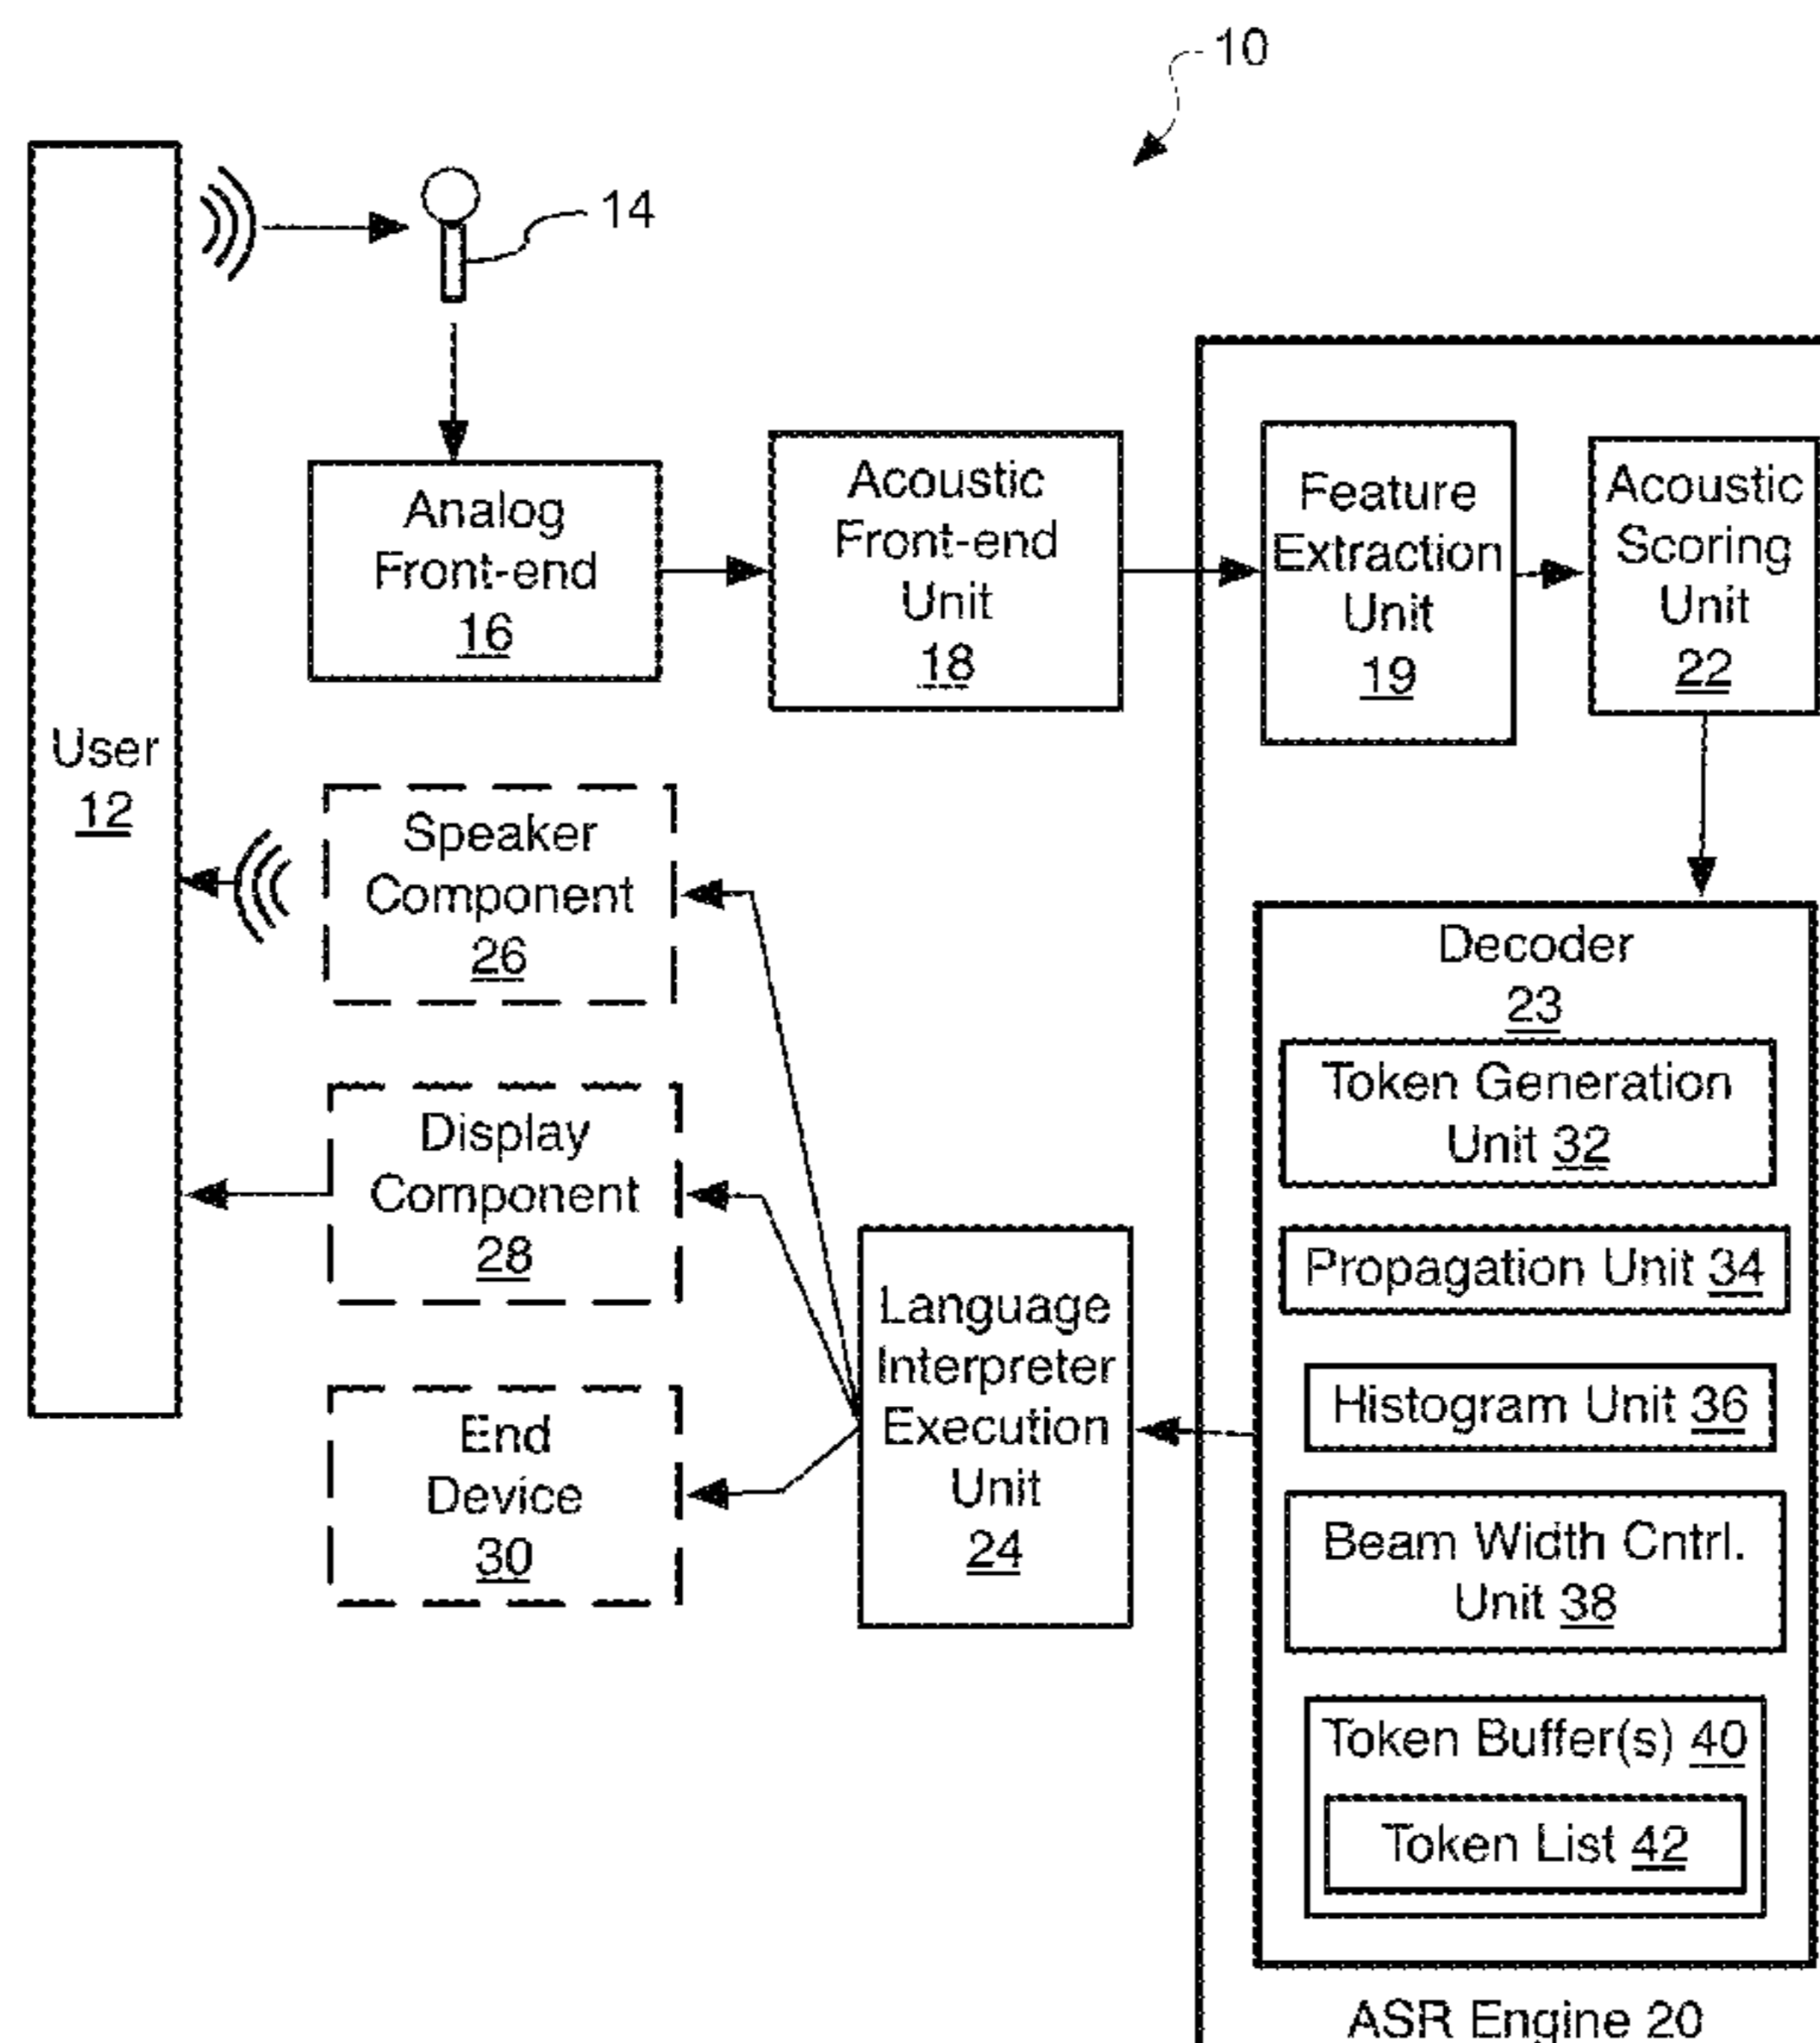 10
14
User
12
Analog
Front-end
16
Acoustic
Front-end
Unit
18
Feature
Extraction
Unit
19
Acoustic
Scoring
Unit
22
Speaker
Component
26
Display
Component
28
End
Device
30
Language
Interpreter
Execution
Unit
24
Decoder
23
Token Generation
Unit 32
Propagation Unit 34
Histogram Unit 36
Beam Width Cntrl.
Unit 38
Token Buffer(s) 40
Token List 42
ASR Engine 20